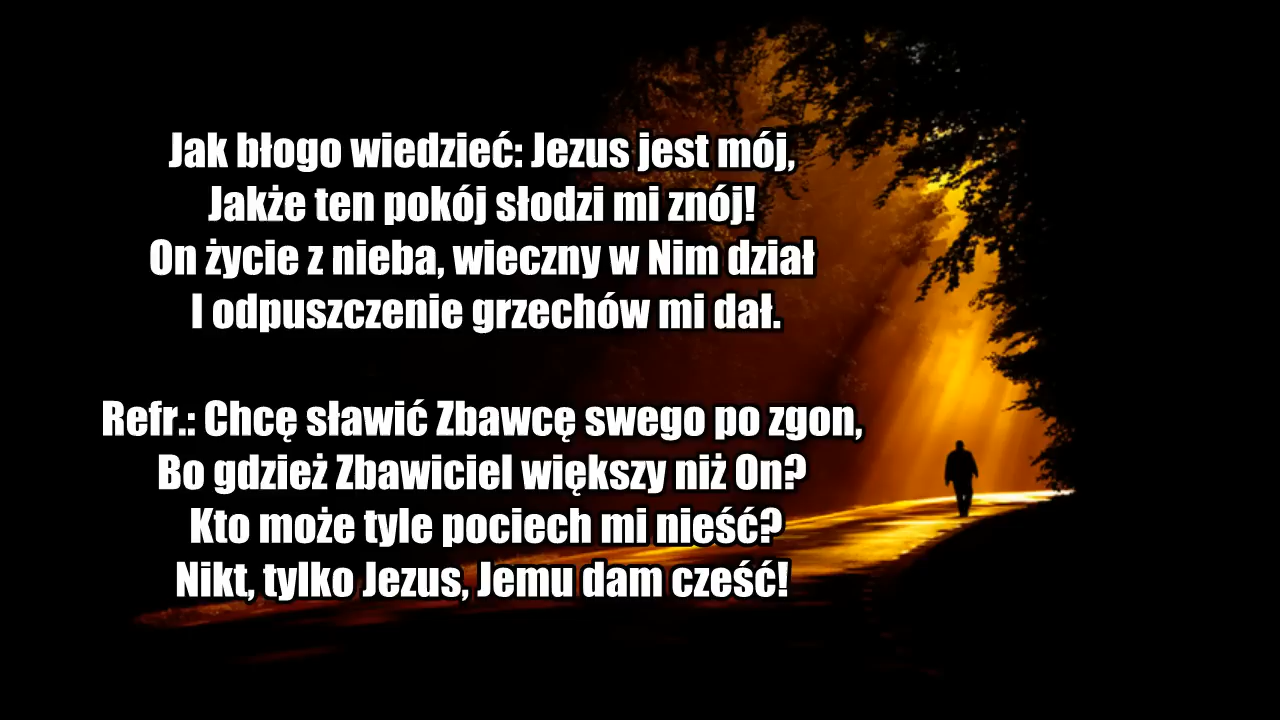 Jak błogo wiedzieć: Jezus jest mój,
Jakże ten pokój słodzi mi znój!
On życie z nieba, wieczny w Nim dział
I odpuszczenie grzechów mi dał.
Refr.: Chcę sławić Zbawcę swego po zgon,
Bo gdzież Zbawiciel większy niż On?
Kto może tyle pociech mi nieść?
Nikt, tylko Jezus, Jemu dam cześć!